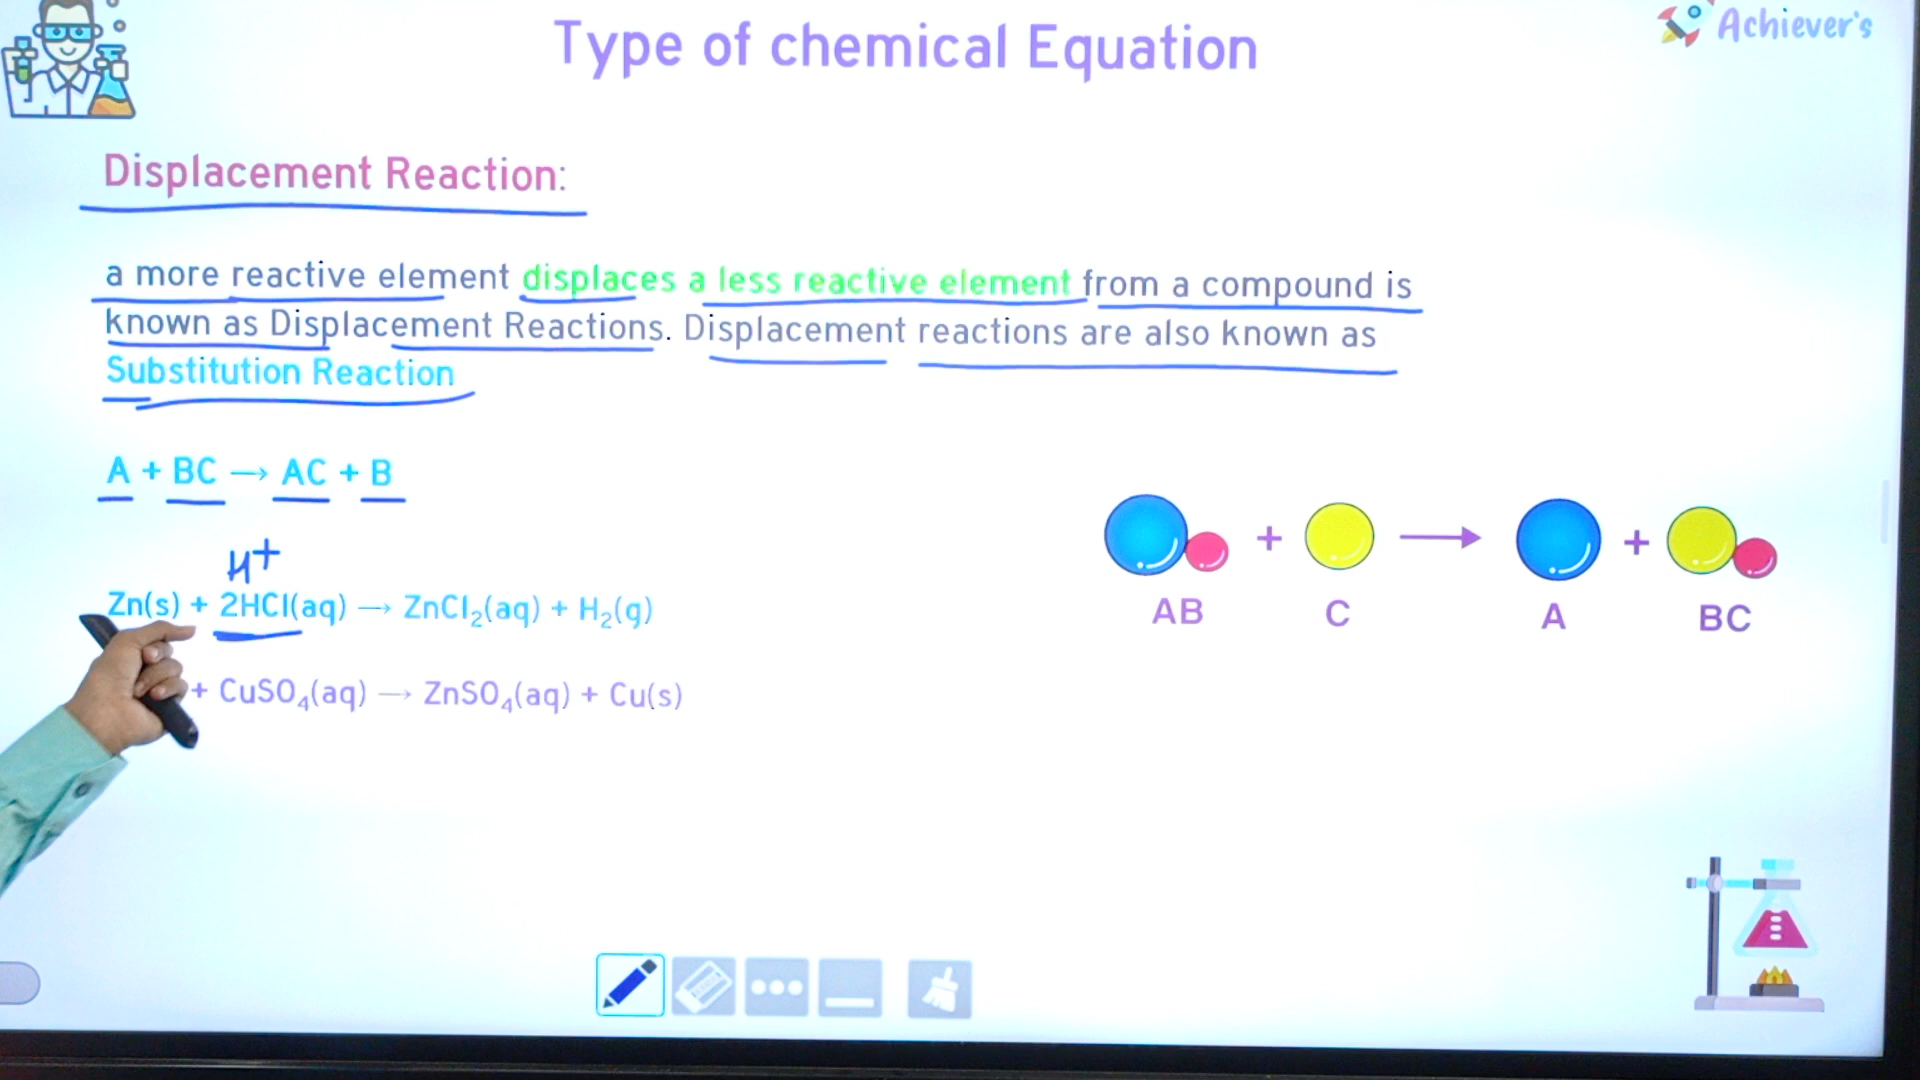 Type of chemical Equation
Achiever's
Displacement Reaction:
a more reactive element displaces a less reactive element from a compound is
known as Displacement Reactions. Displacement reactions are also known as
Substitution Reaction
A + BC → AC + B
H+
Zn(s) + 2HCl(aq) → ZnCl₂(aq) + H₂(g)
+ CuSO₄(aq) → ZnSO₄(aq) + Cu(s)
AB + C → A + BC